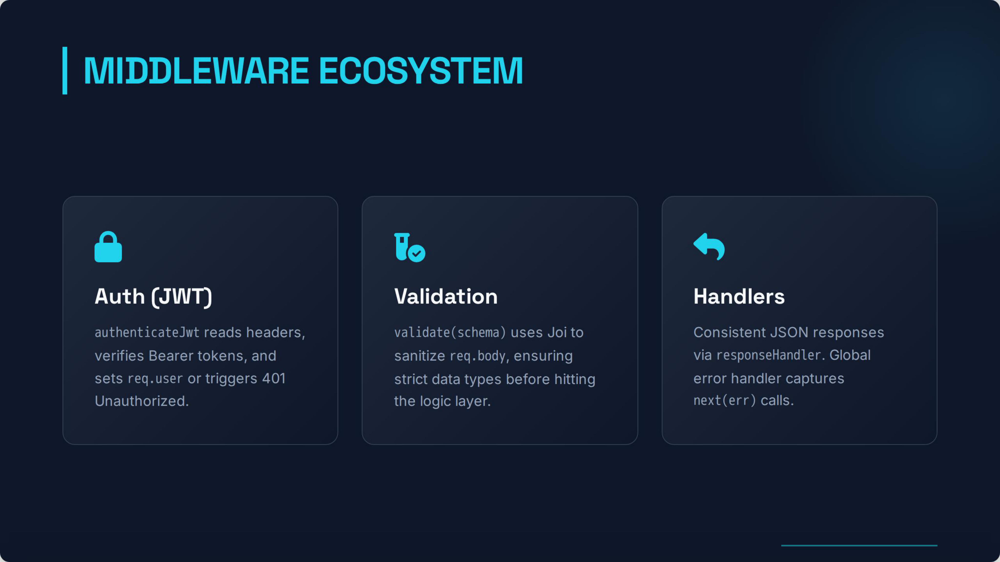 MIDDLEWARE ECOSYSTEM
Auth (JWT)
authenticateJwt reads headers,
verifies Bearer tokens, and
sets req.user or triggers 401
Unauthorized.
Validation
validate(schema) uses Joi to
sanitize req.body, ensuring
strict data types before hitting
the logic layer.
Handlers
Consistent JSON responses
via responseHandler. Global
error handler captures
next(err) calls.